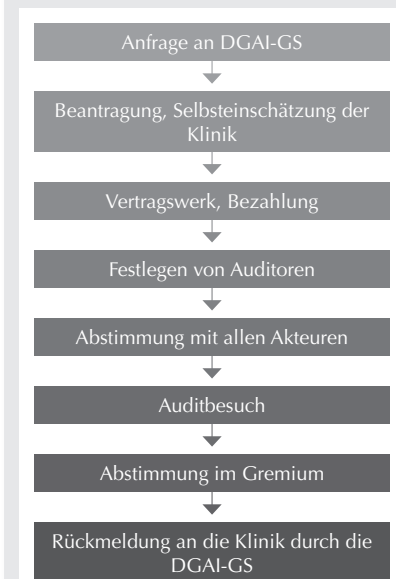 Anfrage an DGAI-GS
Beantragung, Selbsteinschätzung der
Klinik
Vertragswerk, Bezahlung
Festlegen von Auditoren
Abstimmung mit allen Akteuren
Auditbesuch
Abstimmung im Gremium
Rückmeldung an die Klinik durch die
DGAI-GS